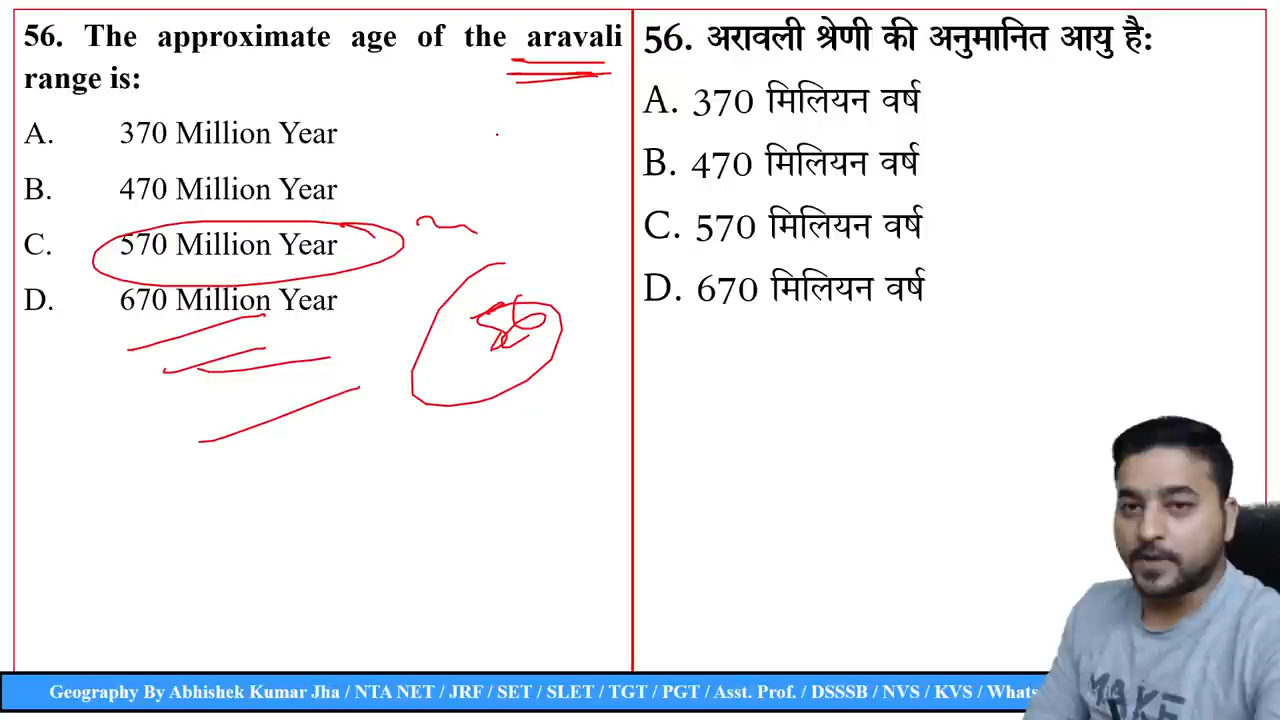 56. The approximate age of the aravali
range is:
A. 370 Million Year
B. 470 Million Year
C. 570 Million Year
D. 670 Million Year
56
56. अरावली श्रेणी की अनुमानित आयु है:
A. 370 मिलियन वर्ष
B. 470 मिलियन वर्ष
C. 570 मिलियन वर्ष
D. 670 मिलियन वर्ष
MAKE
Geography By Abhishek Kumar Jha / NTA NET / JRF / SET / SLET / TGT / PGT / Asst. Prof. / DSSSB / NVS / KVS / Whats